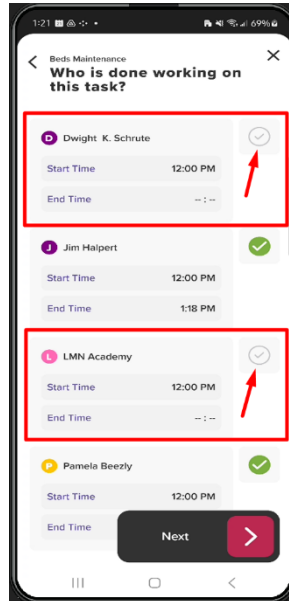 1:21 69%
Beds Maintenance
Who is done working on
this task?
D Dwight K. Schrute
Start Time 12:00 PM
End Time -- : --
J Jim Halpert
Start Time 12:00 PM
End Time 1:18 PM
L LMN Academy
Start Time 12:00 PM
End Time -- : --
P Pamela Beezly
Start Time 12:00 PM
End Time
Next